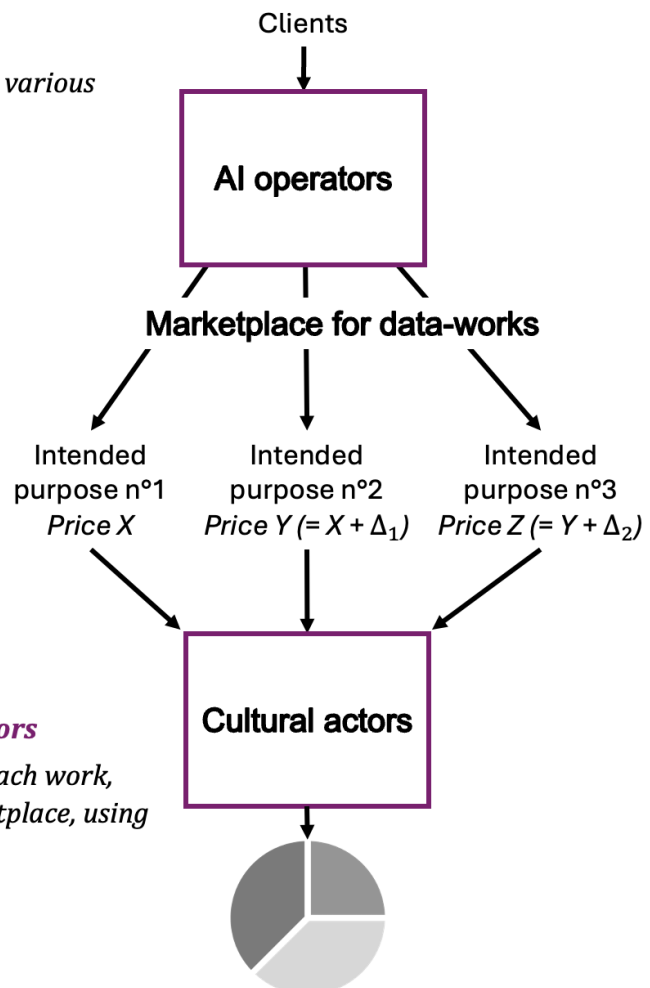 Clients
various
AI operators
Marketplace for data-works
Intended
purpose n°1
Price X
Intended
purpose n°2
Price Y (= X + Δ₁)
Intended
purpose n°3
Price Z (= Y + Δ₂)
Cultural actors
ors
ach work,
tplace, using